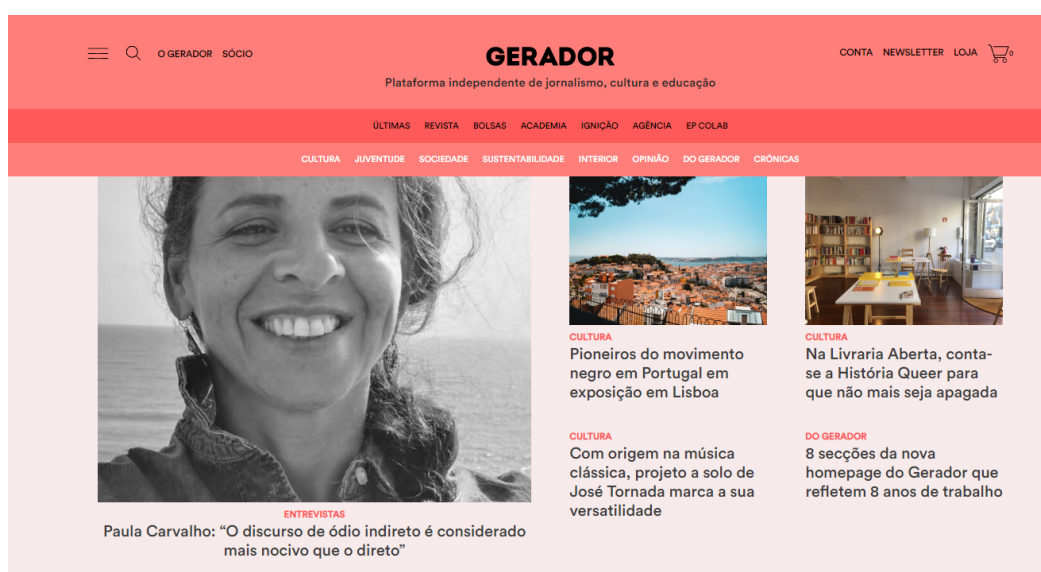 O GERADOR SÓCIO
GERADOR
Plataforma independente de jornalismo, cultura e educação
CONTA NEWSLETTER LOJA 0
ÚLTIMAS REVISTA BOLSAS ACADEMIA IGNIÇÃO AGÊNCIA EP COLAB
CULTURA JUVENTUDE SOCIEDADE SUSTENTABILIDADE INTERIOR OPINIÃO DO GERADOR CRÓNICAS
ENTREVISTAS
Paula Carvalho: “O discurso de ódio indireto é considerado
mais nocivo que o direto”
CULTURA
Pioneiros do movimento
negro em Portugal em
exposição em Lisboa
CULTURA
Na Livraria Aberta, conta-
se a História Queer para
que não mais seja apagada
CULTURA
Com origem na música
clássica, projeto a solo de
José Tornada marca a sua
versatilidade
DO GERADOR
8 secções da nova
homepage do Gerador que
refletem 8 anos de trabalho